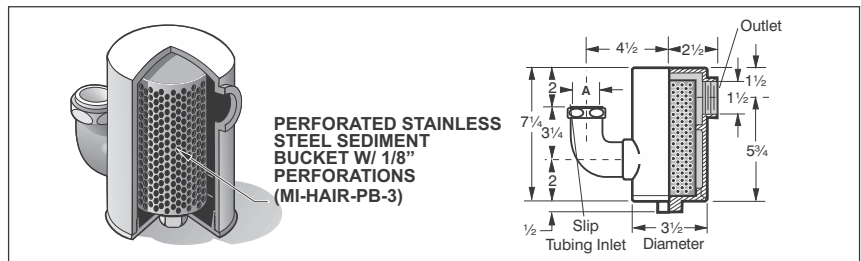 PERFORATED STAINLESS
STEEL SEDIMENT
BUCKET W/ 1/8”
PERFORATIONS
(MI-HAIR-PB-3)
Outlet
4½
2½
2
A
1½
1½
7¼
3¼
5¾
2
½
Slip
Tubing Inlet
3½
Diameter